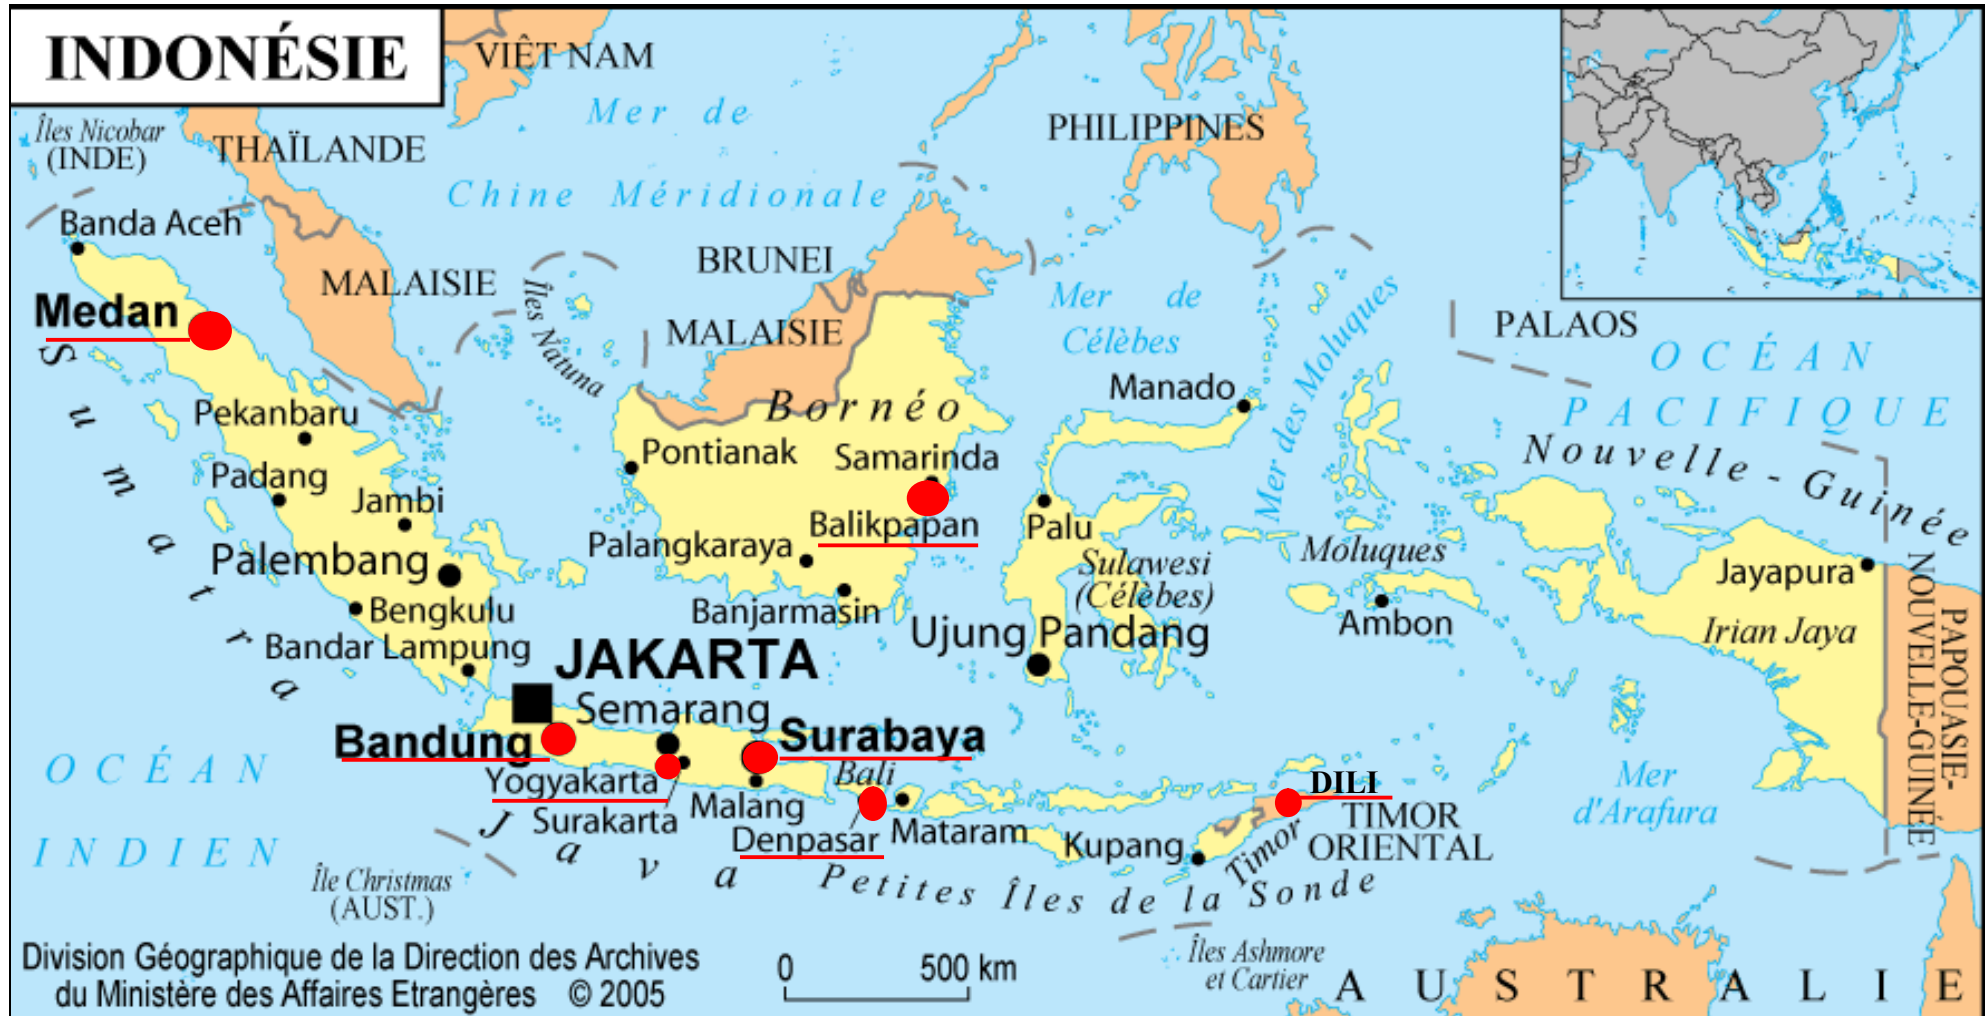 INDONÉSIE
VIÊT NAM
Mer de
Chine Méridionale
Îles Nicobar
(INDE)
THAÏLANDE
PHILIPPINES
Banda Aceh
BRUNEI
MALAISIE
MALAISIE
Îles Natuna
Medan
Mer de
Célèbes
Mer des Moluques
PALAOS
OCÉAN
PACIFIQUE
Sumatra
Bornéo
Manado
Nouvelle - Guinée
Pekanbaru
Pontianak
Samarinda
Padang
Jambi
Balikpapan
Palu
Palangkaraya
Sulawesi
(Célèbes)
Moluques
Palembang
Jayapura
Bengkulu
Banjarmasin
Ujung Pandang
Ambon
Irian Jaya
PAPOUASIE-
NOUVELLE-GUINÉE
Bandar Lampung
JAKARTA
Semarang
Bandung
Surabaya
OCÉAN
INDIEN
Yogyakarta
Bali
DILI
Mer
d'Arafura
Surakarta
Malang
Denpasar
Mataram
Kupang
Timor
TIMOR
ORIENTAL
Java
Petites Îles de la Sonde
Île Christmas
(AUST.)
Division Géographique de la Direction des Archives
du Ministère des Affaires Etrangères © 2005
0 500 km
Îles Ashmore
et Cartier
AUSTRALIE